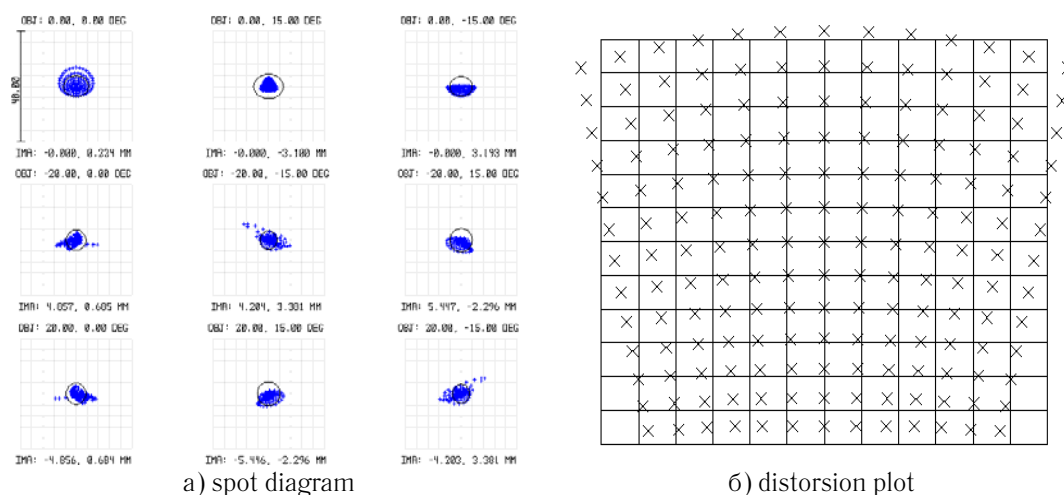 OBJ: 0.00, 0.00 DEG
OBJ: 0.00, 15.00 DEG
OBJ: 0.00, -15.00 DEG
40.00
IMA: -0.000, 0.234 MM
IMA: -0.000, -3.180 MM
IMA: -0.000, 3.193 MM
OBJ: -20.00, 0.00 DEG
OBJ: -20.00, -15.00 DEG
OBJ: -20.00, 15.00 DEG
IMA: 4.857, 0.685 MM
IMA: 4.204, 3.381 MM
IMA: 5.447, -2.296 MM
OBJ: 20.00, 0.00 DEG
OBJ: 20.00, 15.00 DEG
OBJ: 20.00, -15.00 DEG
IMA: -4.856, 0.684 MM
IMA: -5.446, -2.296 MM
IMA: -4.203, 3.381 MM
а) spot diagram
б) distorsion plot